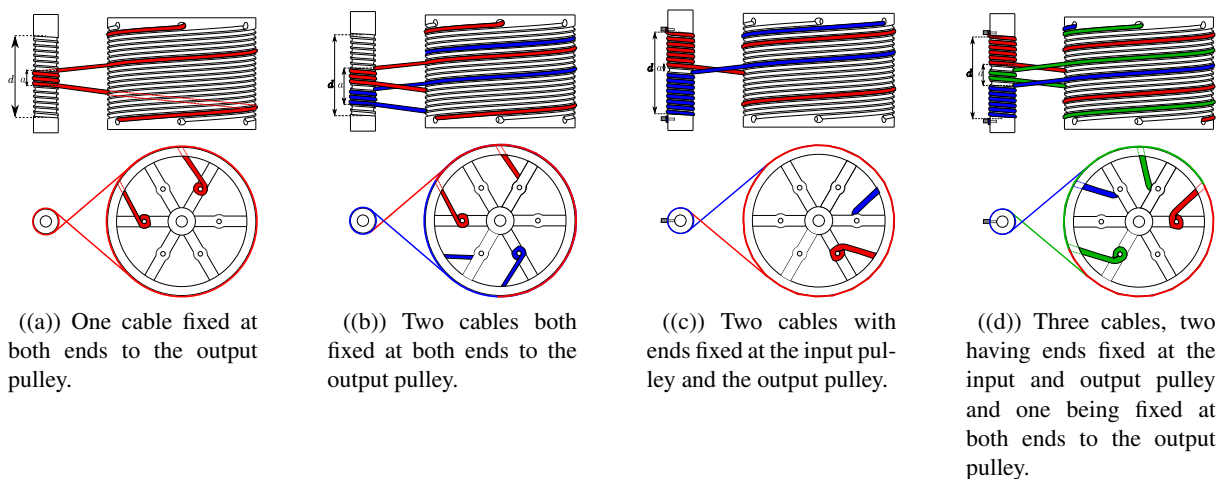 d a
d a
d a
d a
((a)) One cable fixed at
both ends to the output
pulley.
((b)) Two cables both
fixed at both ends to the
output pulley.
((c)) Two cables with
ends fixed at the input pul-
ley and the output pulley.
((d)) Three cables, two
having ends fixed at the
input and output pulley
and one being fixed at
both ends to the output
pulley.